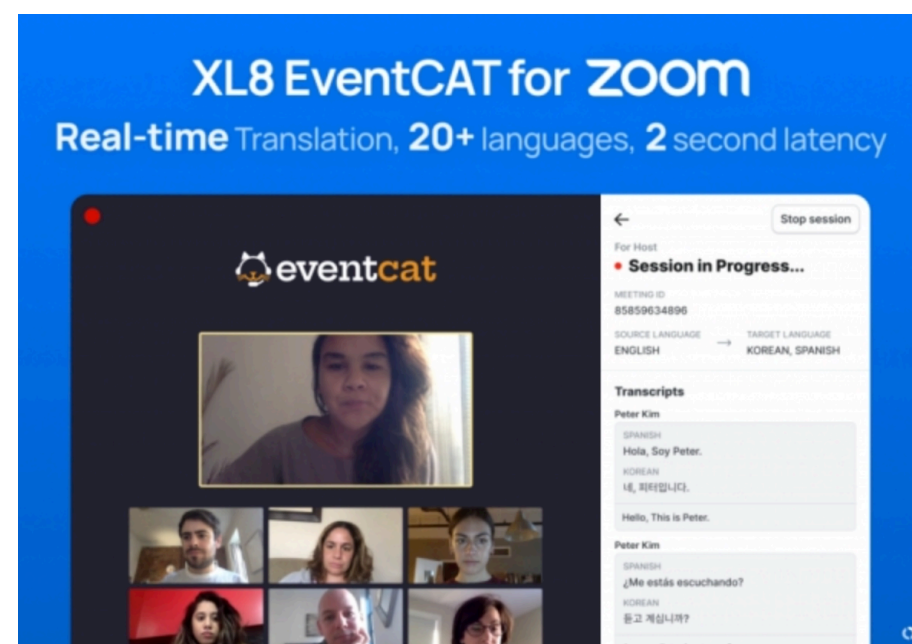 XL8 EventCAT for zoom
Real-time Translation, 20+ languages, 2 second latency
eventcat
Stop session
For Host
Session in Progress...
MEETING ID
85859634896
SOURCE LANGUAGE → TARGET LANGUAGE
ENGLISH KOREAN, SPANISH
Transcripts
Peter Kim
SPANISH
Hola, Soy Peter.
KOREAN
네, 피터입니다.
Hello, This is Peter.
Peter Kim
SPANISH
¿Me estás escuchando?
KOREAN
듣고 계십니까?